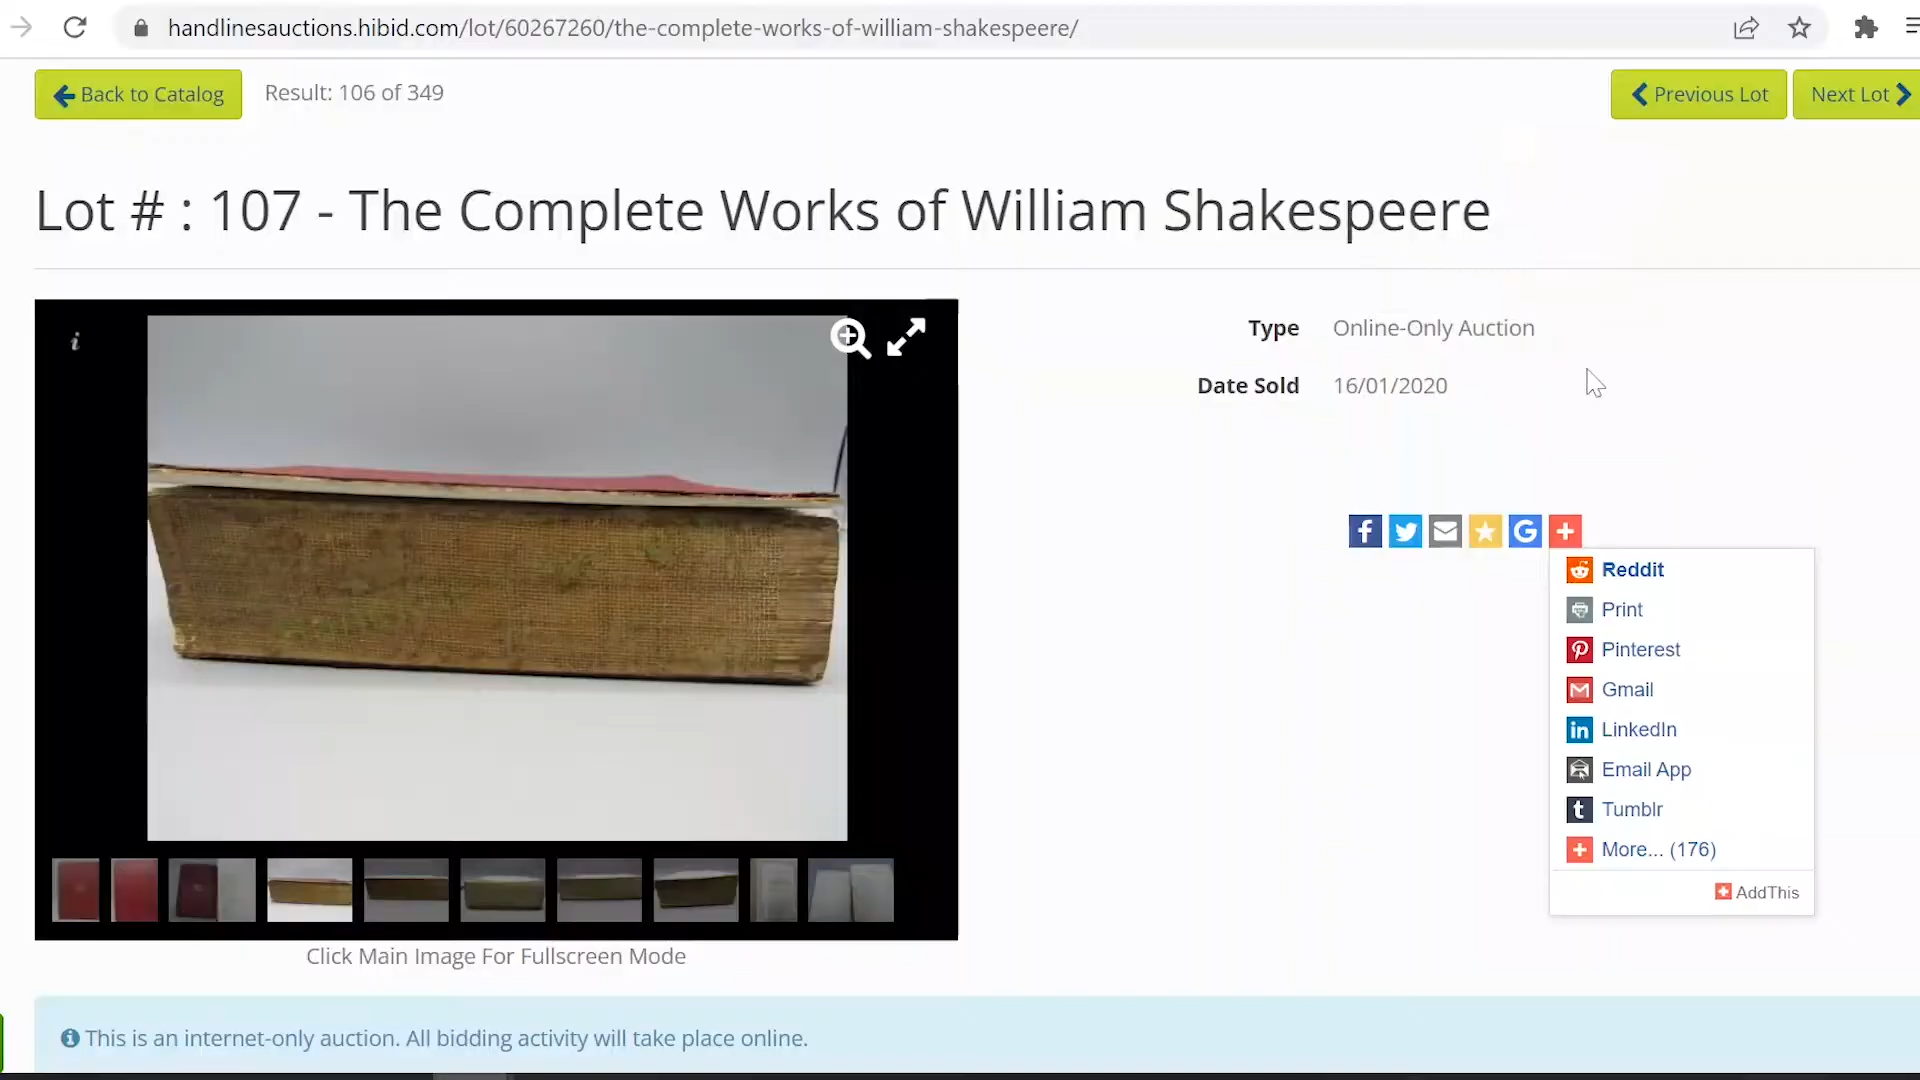 handlinesauctions.hibid.com/lot/60267260/the-complete-works-of-william-shakespeere/
Back to Catalog
Result: 106 of 349
Previous Lot
Next Lot
Lot # : 107 - The Complete Works of William Shakespeere
Type Online-Only Auction
Date Sold 16/01/2020
Reddit
Print
Pinterest
Gmail
LinkedIn
Email App
Tumblr
More... (176)
AddThis
Click Main Image For Fullscreen Mode
This is an internet-only auction. All bidding activity will take place online.